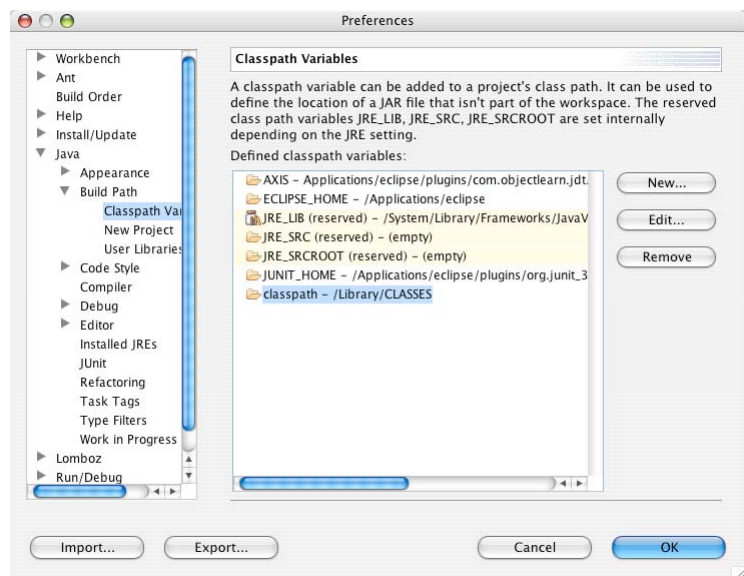 Preferences
Workbench
Ant
Build Order
Help
Install/Update
Java
Appearance
Build Path
Classpath Var
New Project
User Libraries
Code Style
Compiler
Debug
Editor
Installed JREs
JUnit
Refactoring
Task Tags
Type Filters
Work in Progress
Lomboz
Run/Debug
Classpath Variables
A classpath variable can be added to a project's class path. It can be used to
define the location of a JAR file that isn't part of the workspace. The reserved
class path variables JRE_LIB, JRE_SRC, JRE_SRCROOT are set internally
depending on the JRE setting.
Defined classpath variables:
AXIS – Applications/eclipse/plugins/com.objectlearn.jdt.
ECLIPSE_HOME – /Applications/eclipse
JRE_LIB (reserved) – /System/Library/Frameworks/JavaV
JRE_SRC (reserved) – (empty)
JRE_SRCROOT (reserved) – (empty)
JUNIT_HOME – /Applications/eclipse/plugins/org.junit_3
classpath – /Library/CLASSES
New...
Edit...
Remove
Import...
Export...
Cancel
OK